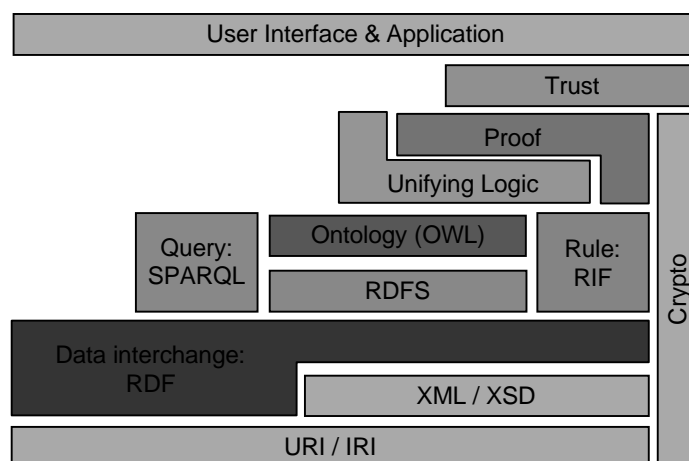 User Interface & Application
Trust
Proof
Unifying Logic
Query:
SPARQL
Ontology (OWL)
RDFS
Rule:
RIF
Crypto
Data interchange:
RDF
XML / XSD
URI / IRI